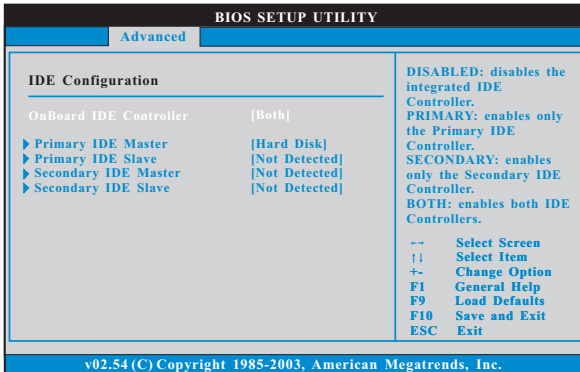 BIOS SETUP UTILITY
Advanced
IDE Configuration
OnBoard IDE Controller [Both]
Primary IDE Master [Hard Disk]
Primary IDE Slave [Not Detected]
Secondary IDE Master [Not Detected]
Secondary IDE Slave [Not Detected]
DISABLED: disables the
integrated IDE
Controller.
PRIMARY: enables only
the Primary IDE
Controller.
SECONDARY: enables
only the Secondary IDE
Controller.
BOTH: enables both IDE
Controllers.
←→ Select Screen
↑↓ Select Item
+- Change Option
F1 General Help
F9 Load Defaults
F10 Save and Exit
ESC Exit
v02.54 (C) Copyright 1985-2003, American Megatrends, Inc.